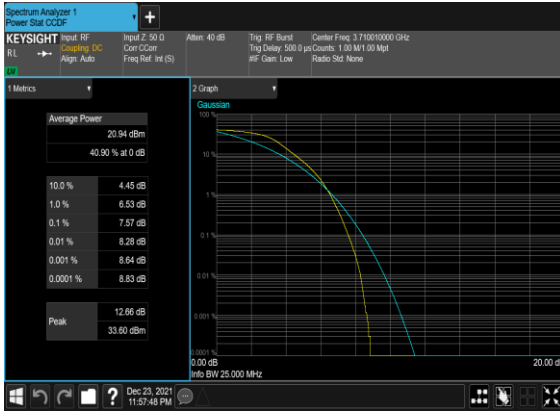 Spectrum Analyzer 1
Power Stat CCDF
KEYSIGHT
RL
LV
Input: RF
Coupling: DC
Align: Auto
Input Z: 50 Ω
Corr CCorr
Freq Ref: Int (S)
Atten: 40 dB
Trig: RF Burst
Trig Delay: 500.0 µs
#IF Gain: Low
Center Freq: 3.710010000 GHz
Counts: 1.00 M/1.00 Mpt
Radio Std: None
1 Metrics
Average Power
20.94 dBm
40.90 % at 0 dB
10.0 % 4.45 dB
1.0 % 6.53 dB
0.1 % 7.57 dB
0.01 % 8.28 dB
0.001 % 8.64 dB
0.0001 % 8.83 dB
Peak
12.66 dB
33.60 dBm
2 Graph
Gaussian
100 %
10 %
1 %
0.1 %
0.01 %
0.001 %
0.0001 %
0.00 dB
20.00 d
Info BW 25.000 MHz
Dec 23, 2021
11:57:48 PM